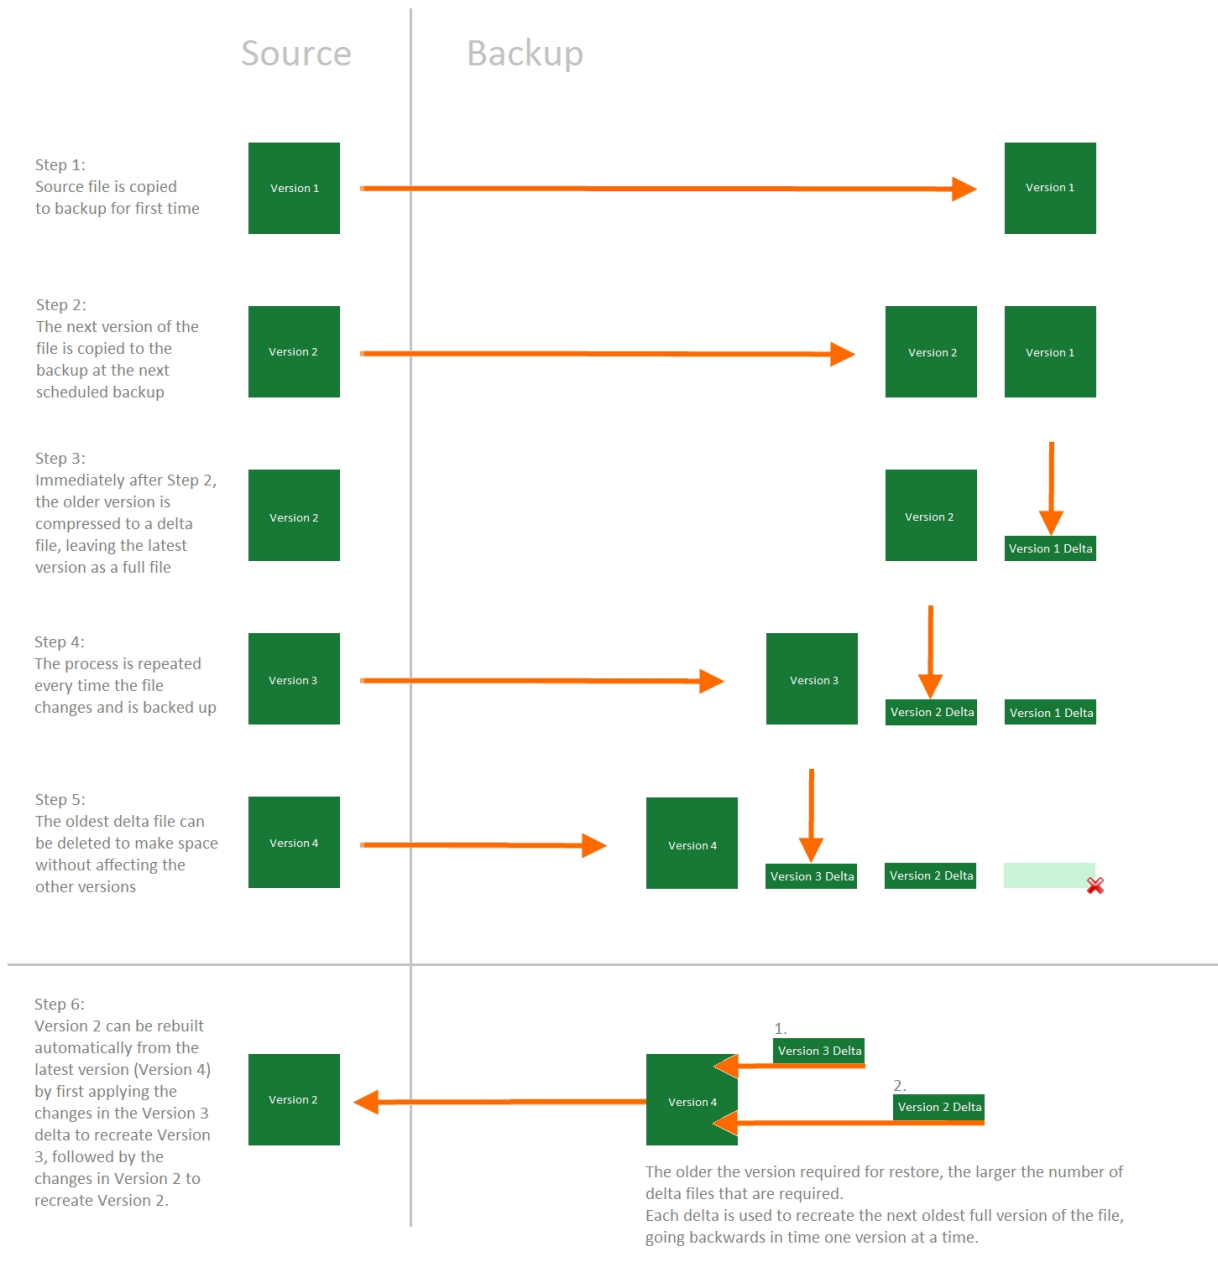 Source
Backup
Step 1:
Source file is copied
to backup for first time
Version 1
Version 1
Step 2:
The next version of the
file is copied to the
backup at the next
scheduled backup
Version 2
Version 2
Version 1
Step 3:
Immediately after Step 2,
the older version is
compressed to a delta
file, leaving the latest
version as a full file
Version 2
Version 2
Version 1 Delta
Step 4:
The process is repeated
every time the file
changes and is backed up
Version 3
Version 3
Version 2 Delta
Version 1 Delta
Step 5:
The oldest delta file can
be deleted to make space
without affecting the
other versions
Version 4
Version 4
Version 3 Delta
Version 2 Delta
Step 6:
Version 2 can be rebuilt
automatically from the
latest version (Version 4)
by first applying the
changes in the Version 3
delta to recreate Version
3, followed by the
changes in Version 2 to
recreate Version 2.
Version 2
Version 4
1.
Version 3 Delta
2.
Version 2 Delta
The older the version required for restore, the larger the number of
delta files that are required.
Each delta is used to recreate the next oldest full version of the file,
going backwards in time one version at a time.